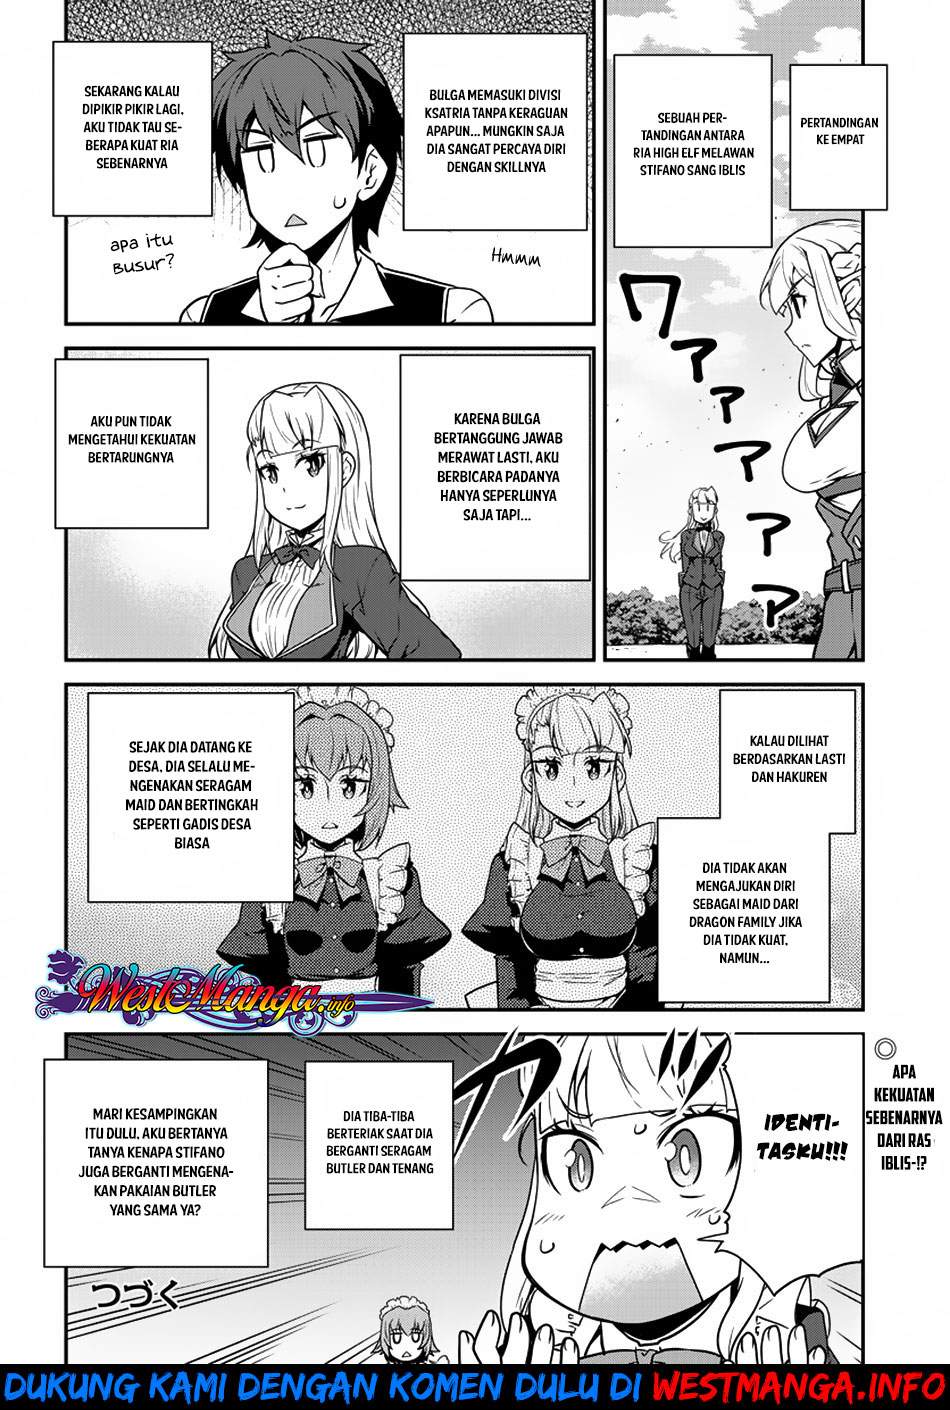 PERTANDINGAN
KE EMPAT
SEBUAH PER-
TANDINGAN ANTARA
RIA HIGH ELF MELAWAN
STIFANO SANG IBLIS
ワァァァァァ
BULGA MEMASUKI DIVISI
KSATRIA TANPA KERAGUAN
APAPUN... MUNGKIN SAJA
DIA SANGAT PERCAYA DIRI
DENGAN SKILLNYA
Hmmm
SEKARANG KALAU
DIPIKIR PIKIR LAGI,
AKU TIDAK TAU SE-
BERAPA KUAT RIA
SEBENARNYA
apa itu
Busur?
KARENA BULGA
BERTANGGUNG JAWAB
MERAWAT LASTI, AKU
BERBICARA PADANYA
HANYA SEPERLUNYA
SAJA TAPI...
AKU PUN TIDAK
MENGETAHUI KEKUATAN
BERTARUNGNYA
KALAU DILIHAT
BERDASARKAN LASTI
DAN HAKUREN
DIA TIDAK AKAN
MENGAJUKAN DIRI
SEBAGAI MAID DARI
DRAGON FAMILY JIKA
DIA TIDAK KUAT,
NAMUN...
SEJAK DIA DATANG KE
DESA, DIA SELALU ME-
NGENAKAN SERAGAM
MAID DAN BERTINGKAH
SEPERTI GADIS DESA
BIASA
WestManga.info
IDENTI-
TASKU!!!
ガ!!
DIA TIBA-TIBA
BERTERIAK SAAT DIA
BERGANTI SERAGAM
BUTLER DAN TENANG
MARI KESAMPINGKAN
ITU DULU, AKU BERTANYA
TANYA KENAPA STIFANO
JUGA BERGANTI MENGENA-
KAN PAKAIAN BUTLER
YANG SAMA YA?
つづく
◎
APA
KEKUATAN
SEBENARNYA
DARI RAS
IBLIS-!?
DUKUNG KAMI DENGAN KOMEN DULU DI WESTMANGA.INFO